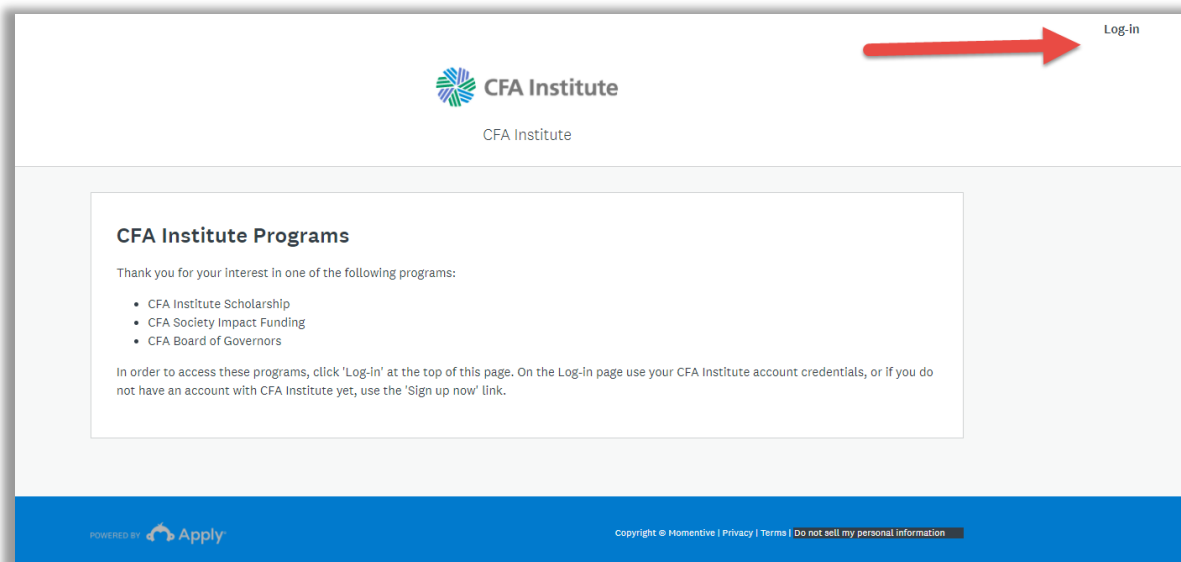 Log-in
CFA Institute
CFA Institute
CFA Institute Programs
Thank you for your interest in one of the following programs:
• CFA Institute Scholarship
• CFA Society Impact Funding
• CFA Board of Governors
In order to access these programs, click 'Log-in' at the top of this page. On the Log-in page use your CFA Institute account credentials, or if you do
not have an account with CFA Institute yet, use the 'Sign up now' link.
POWERED BY Apply
Copyright © Momentive | Privacy | Terms | Do not sell my personal information